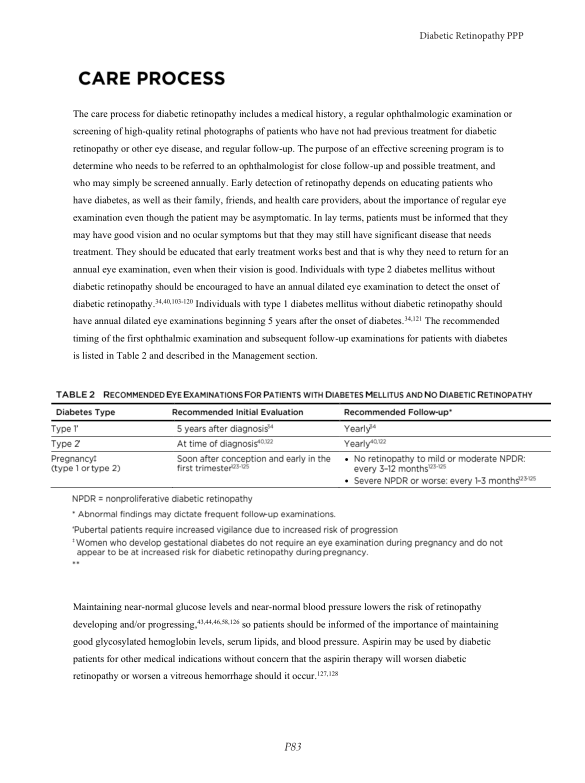 Diabetic Retinopathy PPP
CARE PROCESS
The care process for diabetic retinopathy includes a medical history, a regular ophthalmologic examination or
screening of high-quality retinal photographs of patients who have not had previous treatment for diabetic
retinopathy or other eye disease, and regular follow-up. The purpose of an effective screening program is to
determine who needs to be referred to an ophthalmologist for close follow-up and possible treatment, and
who may simply be screened annually. Early detection of retinopathy depends on educating patients who
have diabetes, as well as their family, friends, and health care providers, about the importance of regular eye
examination even though the patient may be asymptomatic. In lay terms, patients must be informed that they
may have good vision and no ocular symptoms but that they may still have significant disease that needs
treatment. They should be educated that early treatment works best and that is why they need to return for an
annual eye examination, even when their vision is good. Individuals with type 2 diabetes mellitus without
diabetic retinopathy should be encouraged to have an annual dilated eye examination to detect the onset of
diabetic retinopathy.34,40,103-120 Individuals with type 1 diabetes mellitus without diabetic retinopathy should
have annual dilated eye examinations beginning 5 years after the onset of diabetes.34,121 The recommended
timing of the first ophthalmic examination and subsequent follow-up examinations for patients with diabetes
is listed in Table 2 and described in the Management section.
TABLE 2 RECOMMENDED EYE EXAMINATIONS FOR PATIENTS WITH DIABETES MELLITUS AND NO DIABETIC RETINOPATHY
Diabetes Type Recommended Initial Evaluation Recommended Follow-up*
Type 1† 5 years after diagnosis34 Yearly34
Type 2† At time of diagnosis40,122 Yearly40,122
Pregnancy‡ Soon after conception and early in the • No retinopathy to mild or moderate NPDR:
(type 1 or type 2) first trimester123-125 every 3-12 months123-125
• Severe NPDR or worse: every 1-3 months123-125
NPDR = nonproliferative diabetic retinopathy
* Abnormal findings may dictate frequent follow-up examinations.
†Pubertal patients require increased vigilance due to increased risk of progression
‡ Women who develop gestational diabetes do not require an eye examination during pregnancy and do not
appear to be at increased risk for diabetic retinopathy during pregnancy.
**
Maintaining near-normal glucose levels and near-normal blood pressure lowers the risk of retinopathy
developing and/or progressing,43,44,46,58,126 so patients should be informed of the importance of maintaining
good glycosylated hemoglobin levels, serum lipids, and blood pressure. Aspirin may be used by diabetic
patients for other medical indications without concern that the aspirin therapy will worsen diabetic
retinopathy or worsen a vitreous hemorrhage should it occur.127,128
P83